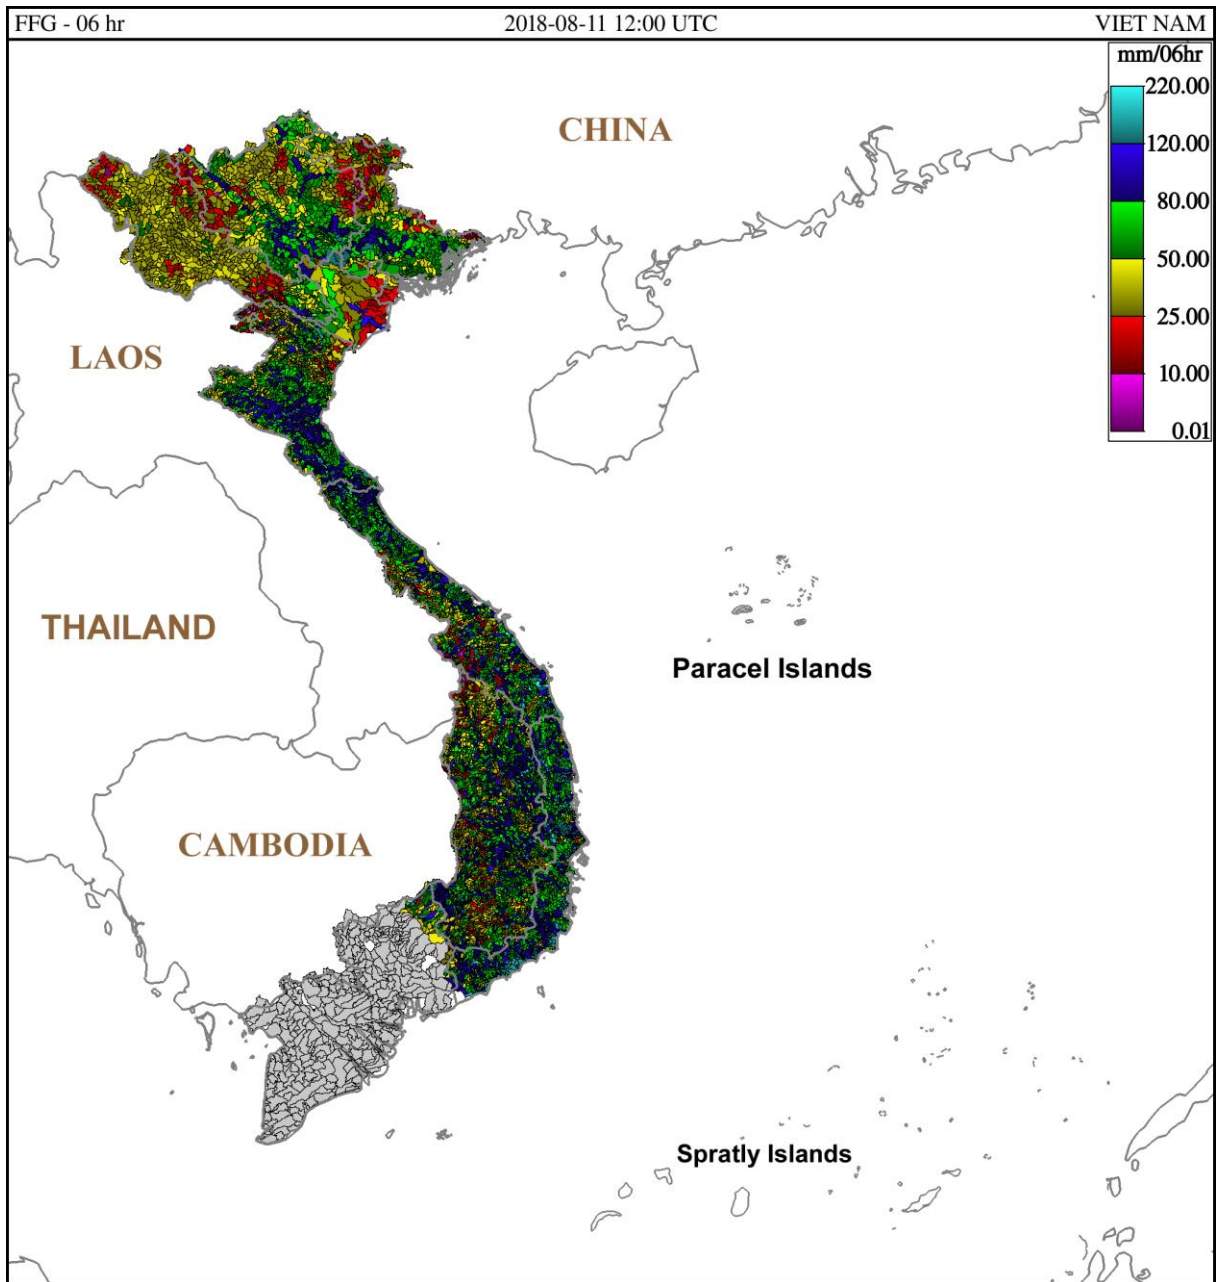 FFG - 06 hr 2018-08-11 12:00 UTC VIET NAM
mm/06hr
220.00
120.00
80.00
50.00
25.00
10.00
0.01
CHINA
LAOS
THAILAND
Paracel Islands
CAMBODIA
Spratly Islands